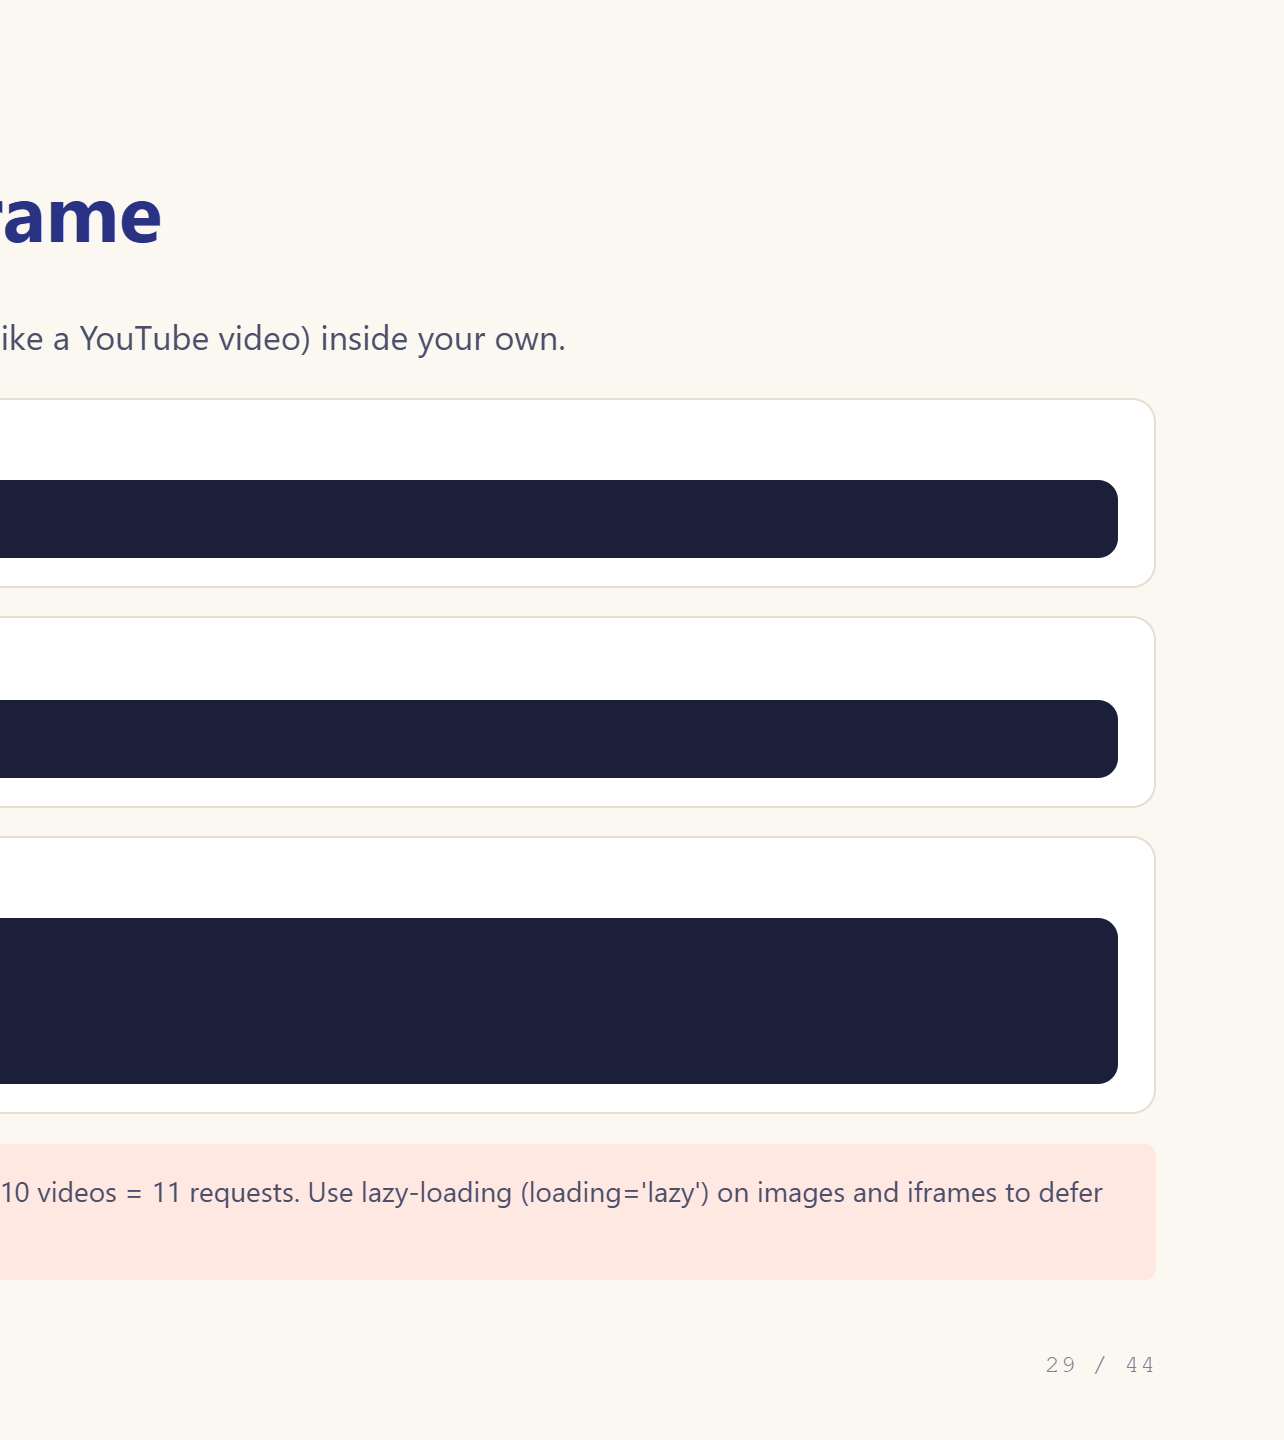 rame
ike a YouTube video) inside your own.
10 videos = 11 requests. Use lazy-loading (loading='lazy') on images and iframes to defer
29 / 44